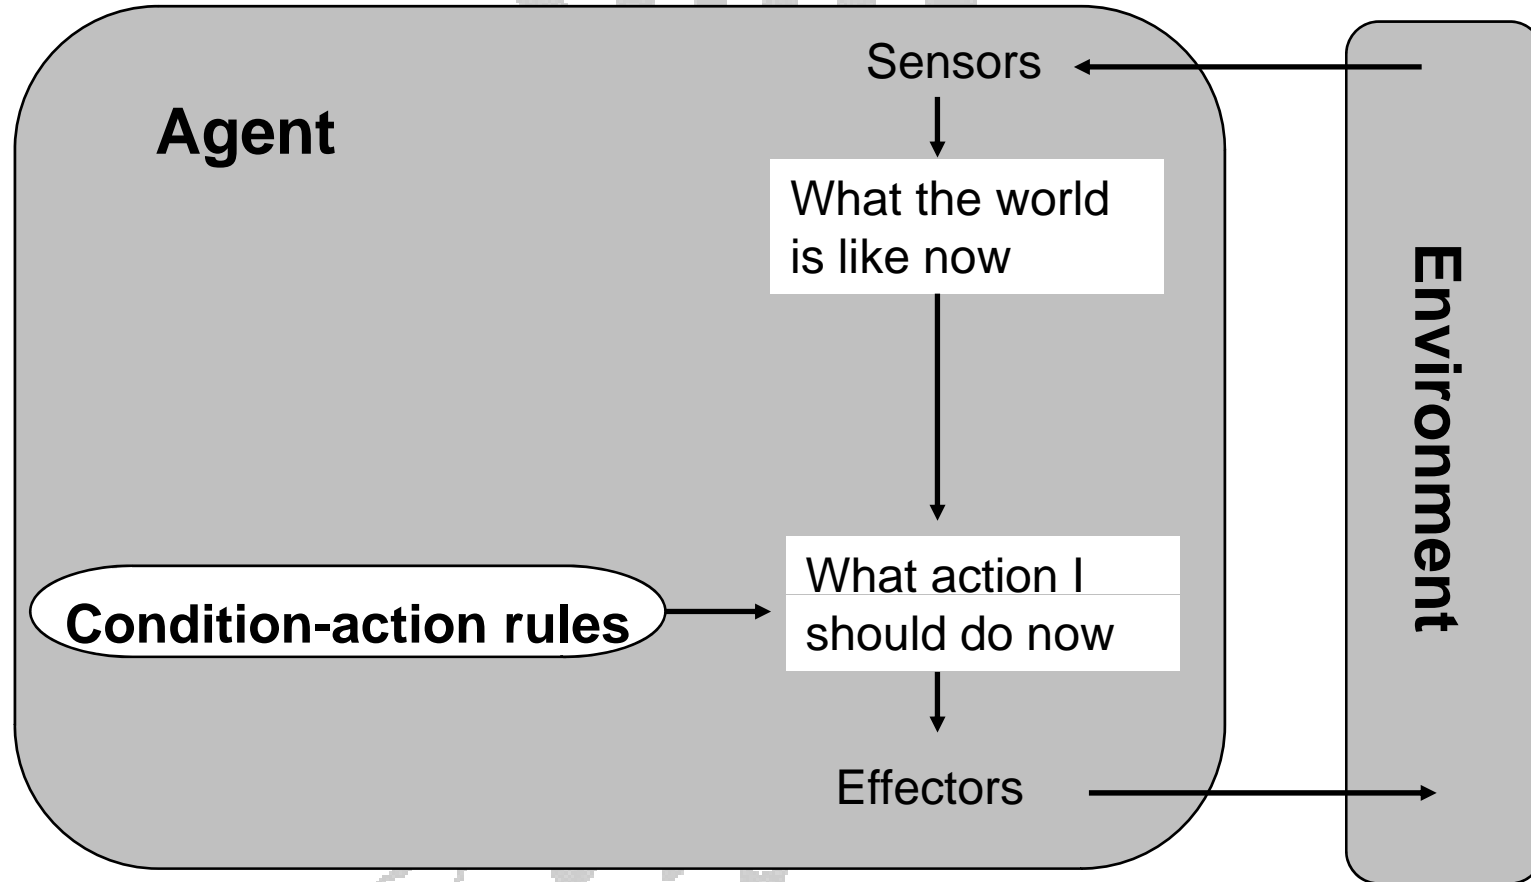 Sensors
Agent
What the world
is like now
Environment
What action I
should do now
Condition-action rules
Effectors